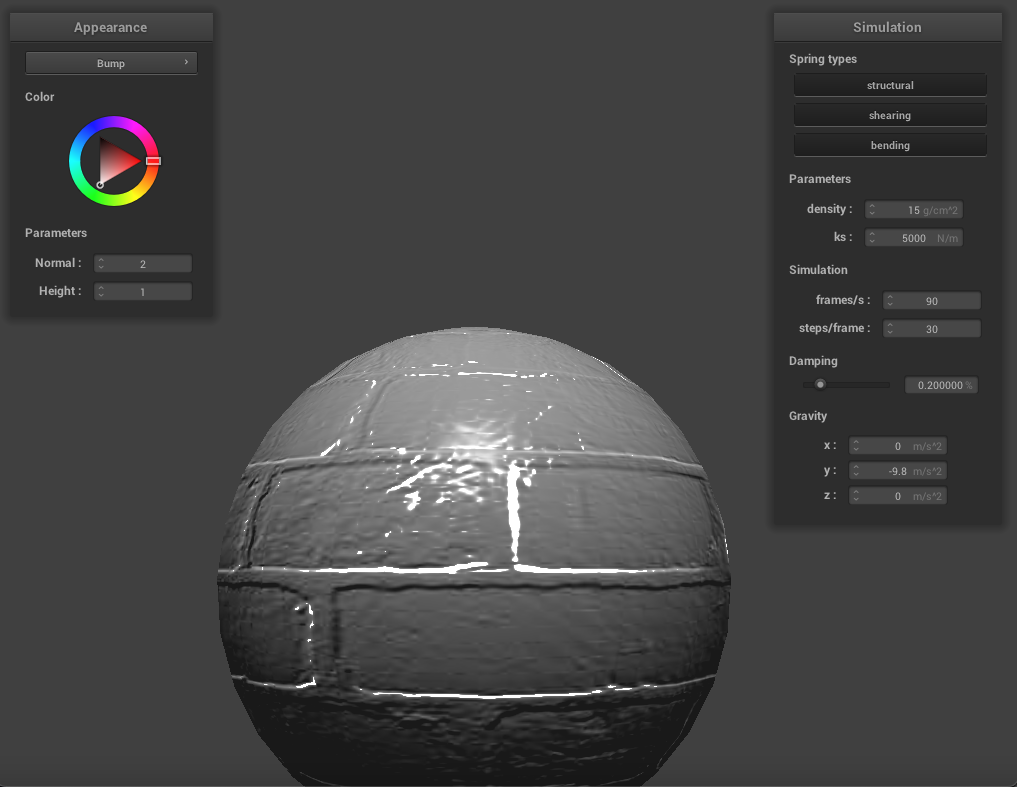 Appearance
Bump ›
Color
Parameters
Normal : 2
Height : 1
Simulation
Spring types
structural
shearing
bending
Parameters
density : 15 g/cm^2
ks : 5000 N/m
Simulation
frames/s : 90
steps/frame : 30
Damping
0.200000 %
Gravity
x : 0 m/s^2
y : -9.8 m/s^2
z : 0 m/s^2